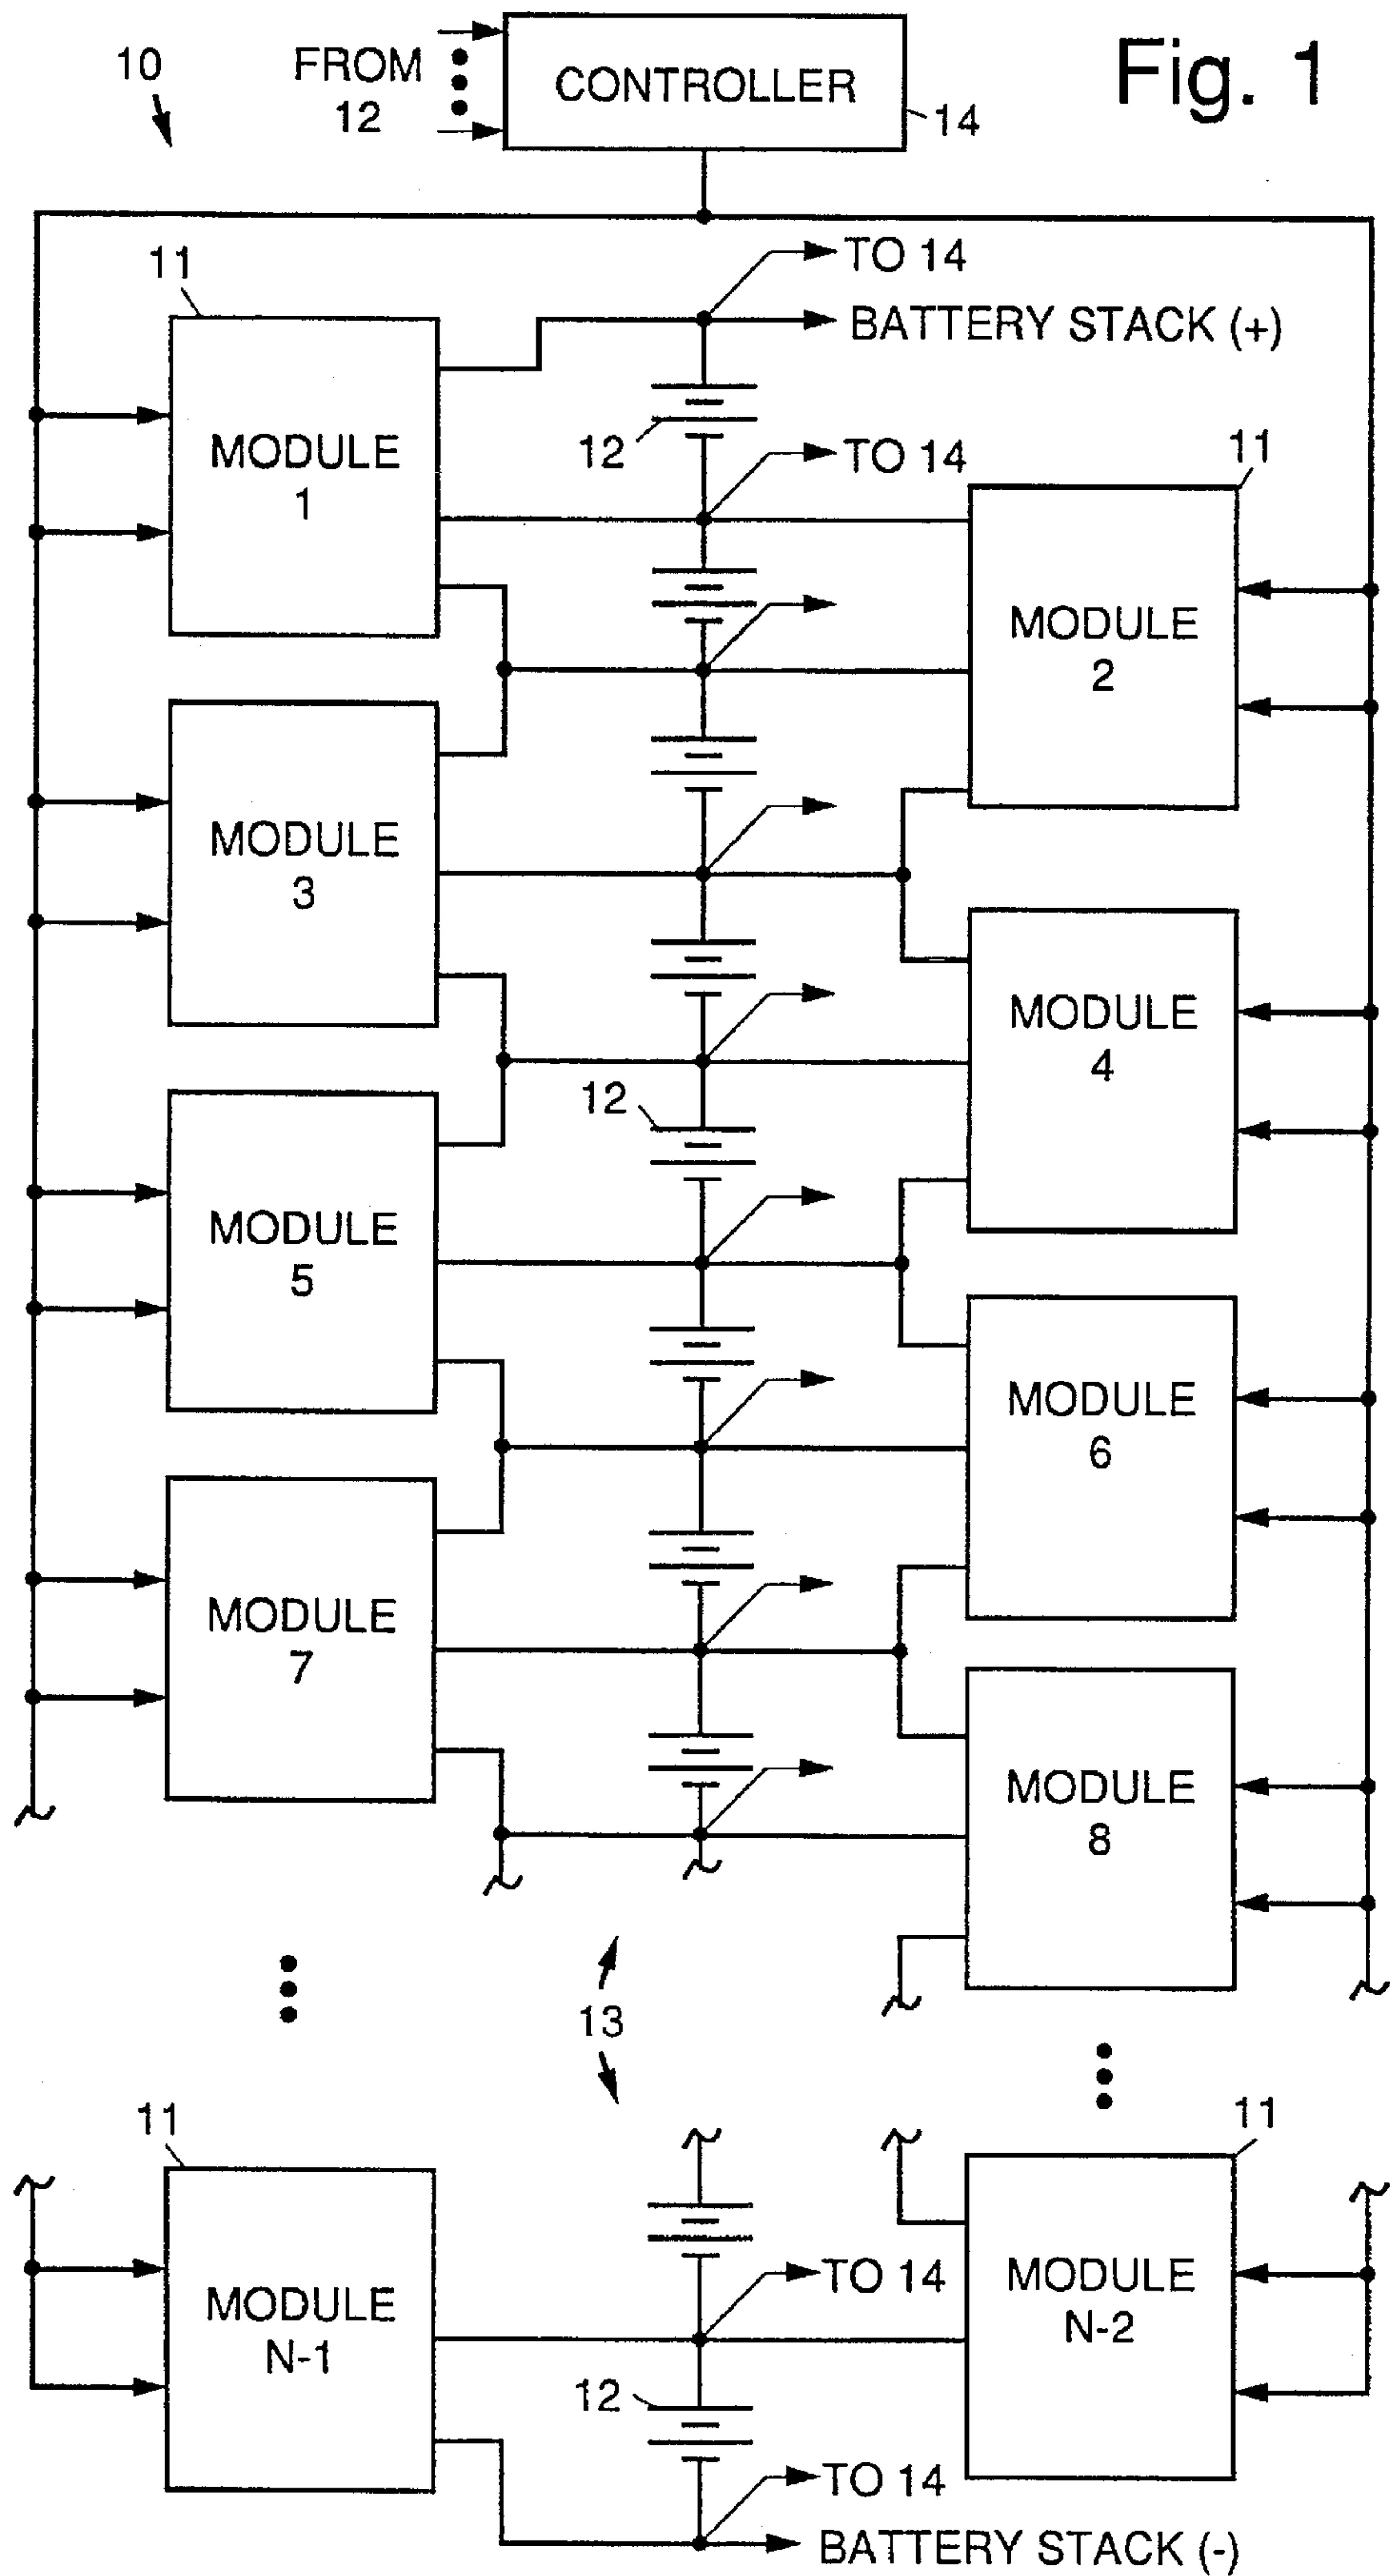 Fig. 1
10
FROM
12
CONTROLLER
14
TO 14
11
BATTERY STACK (+)
MODULE
1
12
TO 14
11
MODULE
2
MODULE
3
MODULE
4
12
MODULE
5
MODULE
6
MODULE
7
MODULE
8
13
11
11
MODULE
N-1
TO 14
MODULE
N-2
12
TO 14
BATTERY STACK (-)